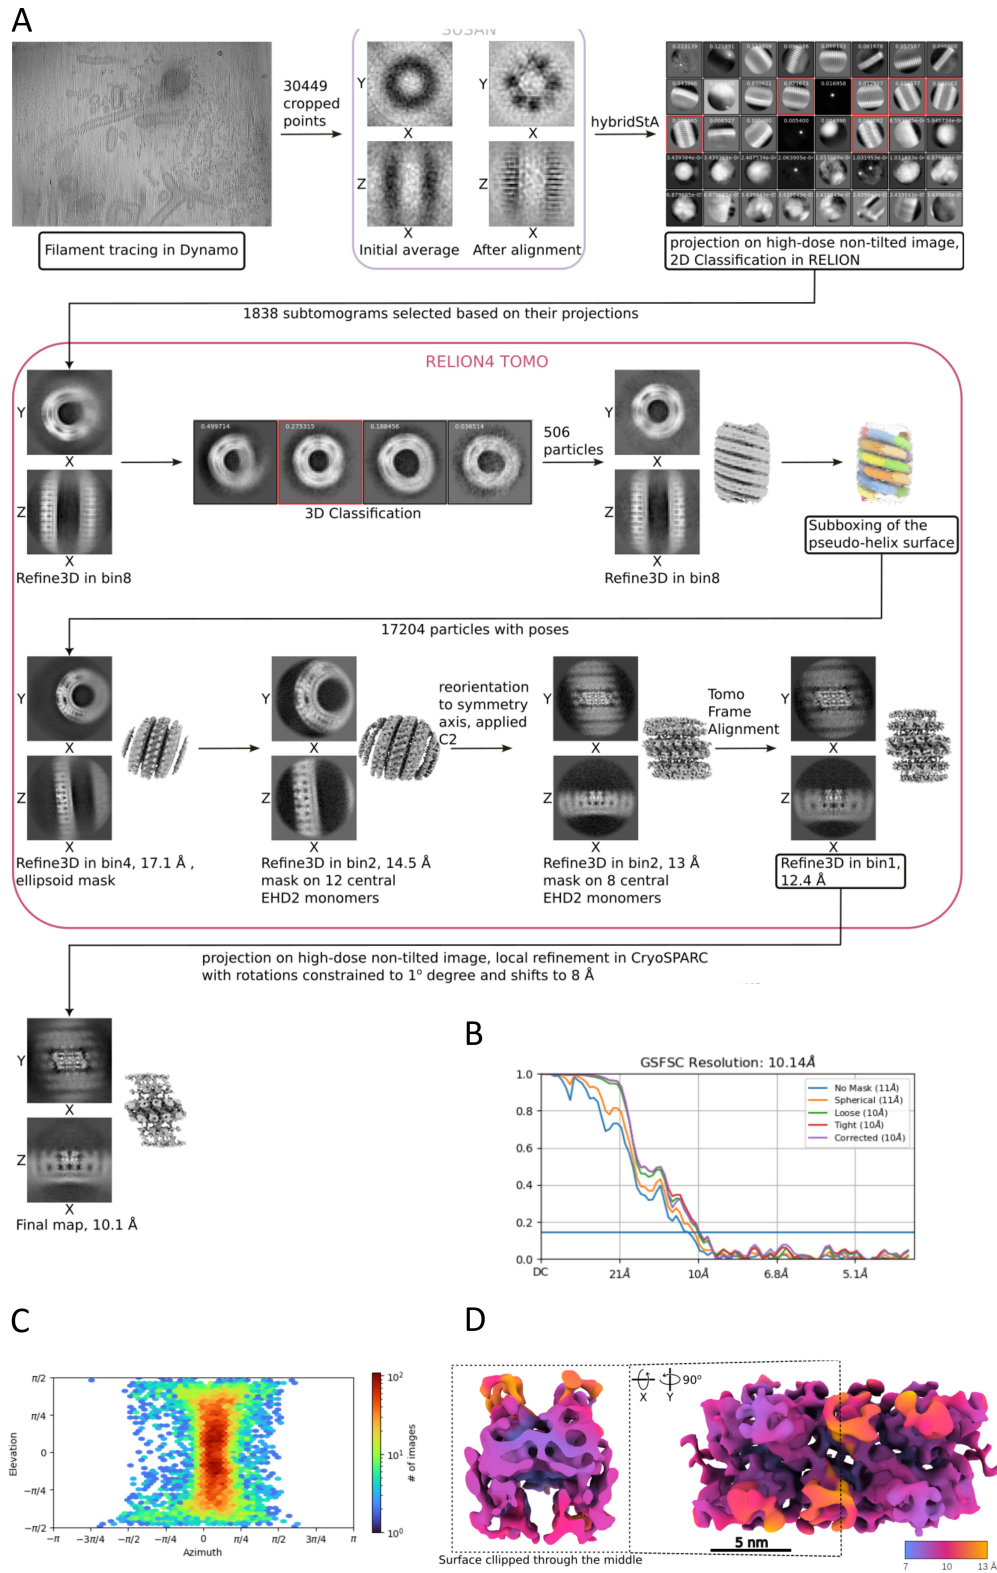 A
SUSAN
30449
cropped
points
Y
X
Y
X
Z
X
Z
X
Initial average
After alignment
hybridStA
Filament tracing in Dynamo
projection on high-dose non-tilted image,
2D Classification in RELION
1838 subtomograms selected based on their projections
RELION4 TOMO
Y
X
Z
X
Refine3D in bin8
0.499714
0.275315
0.188456
0.036514
3D Classification
506
particles
Y
X
Z
X
Refine3D in bin8
Subboxing of the
pseudo-helix surface
17204 particles with poses
Y
X
Z
X
Refine3D in bin4, 17.1 Å ,
ellipsoid mask
Y
X
Z
X
Refine3D in bin2, 14.5 Å
mask on 12 central
EHD2 monomers
reorientation
to symmetry
axis, applied
C2
Y
X
Z
X
Refine3D in bin2, 13 Å
mask on 8 central
EHD2 monomers
Tomo
Frame
Alignment
Y
X
Z
X
Refine3D in bin1,
12.4 Å
projection on high-dose non-tilted image, local refinement in CryoSPARC
with rotations constrained to 1° degree and shifts to 8 Å
Y
X
Z
X
Final map, 10.1 Å
B
GSFSC Resolution: 10.14Å
1.0
0.8
0.6
0.4
0.2
0.0
DC
21Å
10Å
6.8Å
5.1Å
No Mask (11Å)
Spherical (11Å)
Loose (10Å)
Tight (10Å)
Corrected (10Å)
C
Elevation
π/2
π/4
0
−π/4
−π/2
−π
−3π/4
−π/2
−π/4
0
π/4
π/2
3π/4
π
Azimuth
10²
10¹
10⁰
# of images
D
X
Y
90°
Surface cllipped through the middle
5 nm
7
10
13 Å